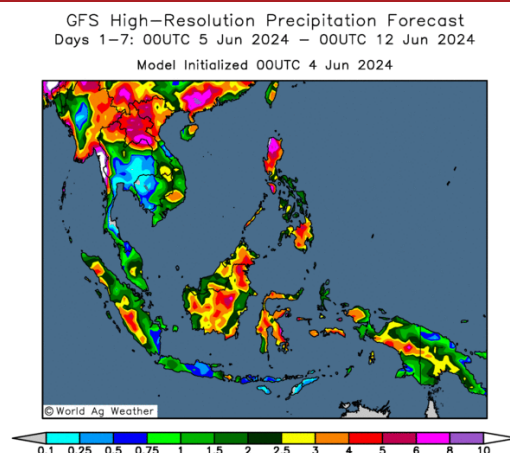 GFS High-Resolution Precipitation Forecast
Days 1-7: 00UTC 5 Jun 2024 - 00UTC 12 Jun 2024
Model Initialized 00UTC 4 Jun 2024
© World Ag Weather
0.1 0.25 0.5 0.75 1 1.5 2 2.5 3 4 5 6 8 10